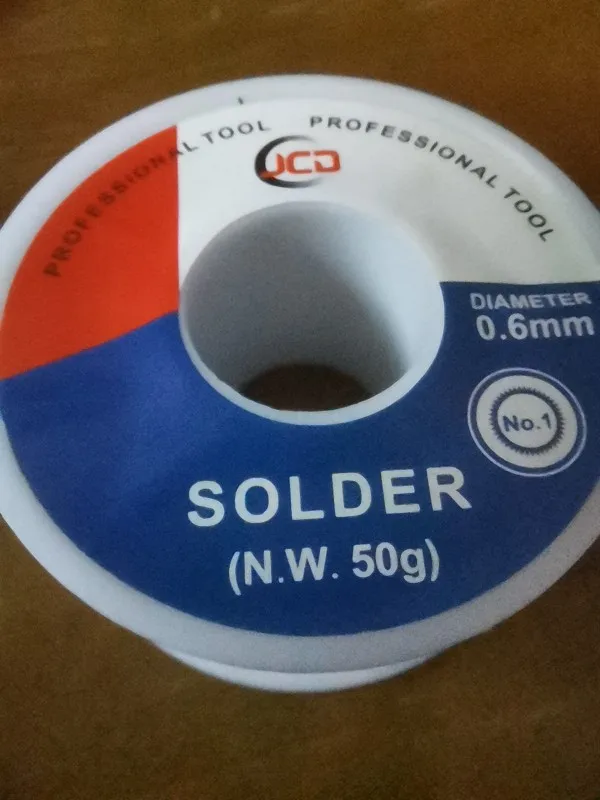 PROFESSIONAL TOOL
PROFESSIONAL TOOL
JCD
DIAMETER
0.6mm
No.1
SOLDER
(N.W. 50g)